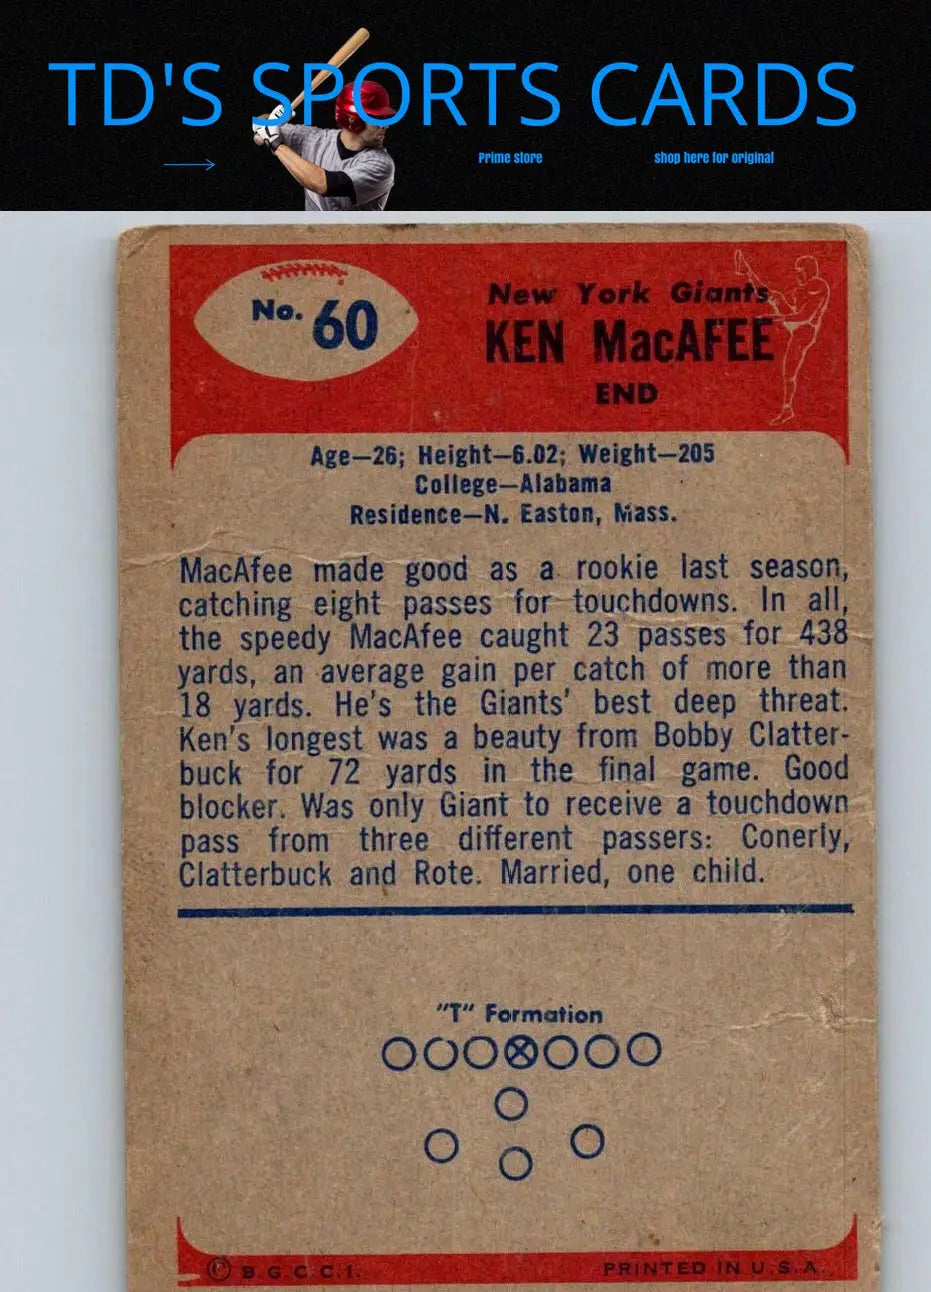 TD'S SPORTS CARDS
Prime store
shop here for original
No. 60
New York Giants
KEN MacAFEE
END
Age—26; Height—6.02; Weight—205
College—Alabama
Residence—N. Easton, Mass.
MacAfee made good as a rookie last season,
catching eight passes for touchdowns. In all,
the speedy MacAfee caught 23 passes for 438
yards, an average gain per catch of more than
18 yards. He's the Giants' best deep threat.
Ken's longest was a beauty from Bobby Clatter-
buck for 72 yards in the final game. Good
blocker. Was only Giant to receive a touchdown
pass from three different passers: Conerly,
Clatterbuck and Rote. Married, one child.
"T" Formation
© B.G.C.C.I.
PRINTED IN U.S.A.